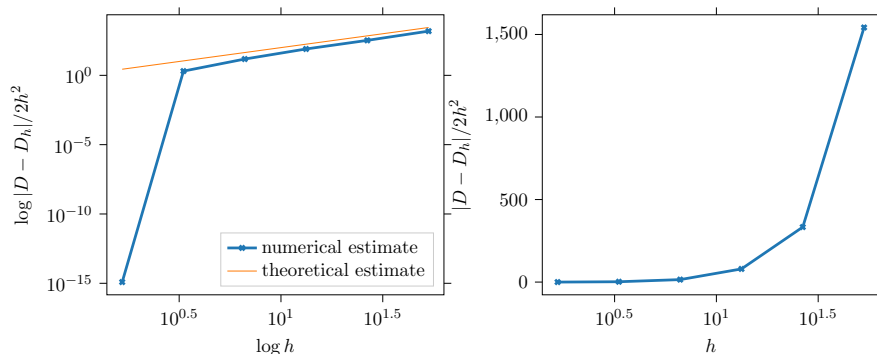 log |D − D_h|/2h^2
10^0
10^−5
10^−10
10^−15
numerical estimate
theoretical estimate
10^0.5
10^1
10^1.5
log h
|D − D_h|/2h^2
1,500
1,000
500
0
10^0.5
10^1
10^1.5
h